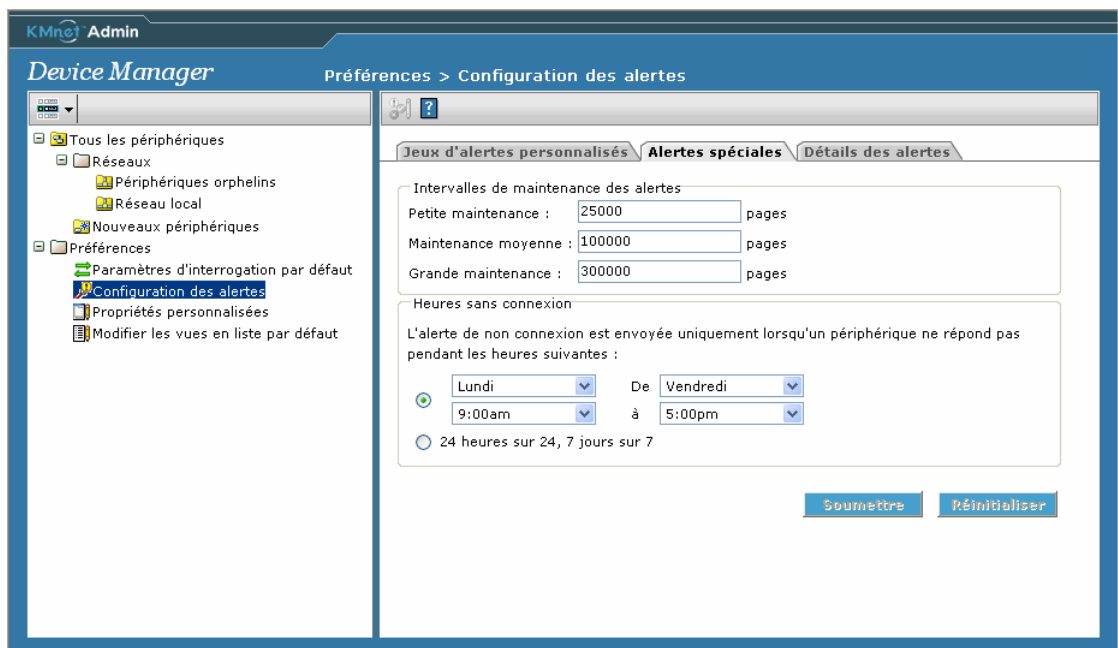 KMnet Admin
Device Manager
Préférences > Configuration des alertes
?
Tous les périphériques
Réseaux
Périphériques orphelins
Réseau local
Nouveaux périphériques
Préférences
Paramètres d'interrogation par défaut
Configuration des alertes
Propriétés personnalisées
Modifier les vues en liste par défaut
Jeux d'alertes personnalisés Alertes spéciales Détails des alertes
Intervalles de maintenance des alertes
Petite maintenance : 25000 pages
Maintenance moyenne : 100000 pages
Grande maintenance : 300000 pages
Heures sans connexion
L'alerte de non connexion est envoyée uniquement lorsqu'un périphérique ne répond pas
pendant les heures suivantes :
Lundi De Vendredi
9:00am à 5:00pm
24 heures sur 24, 7 jours sur 7
Soumettre Réinitialiser